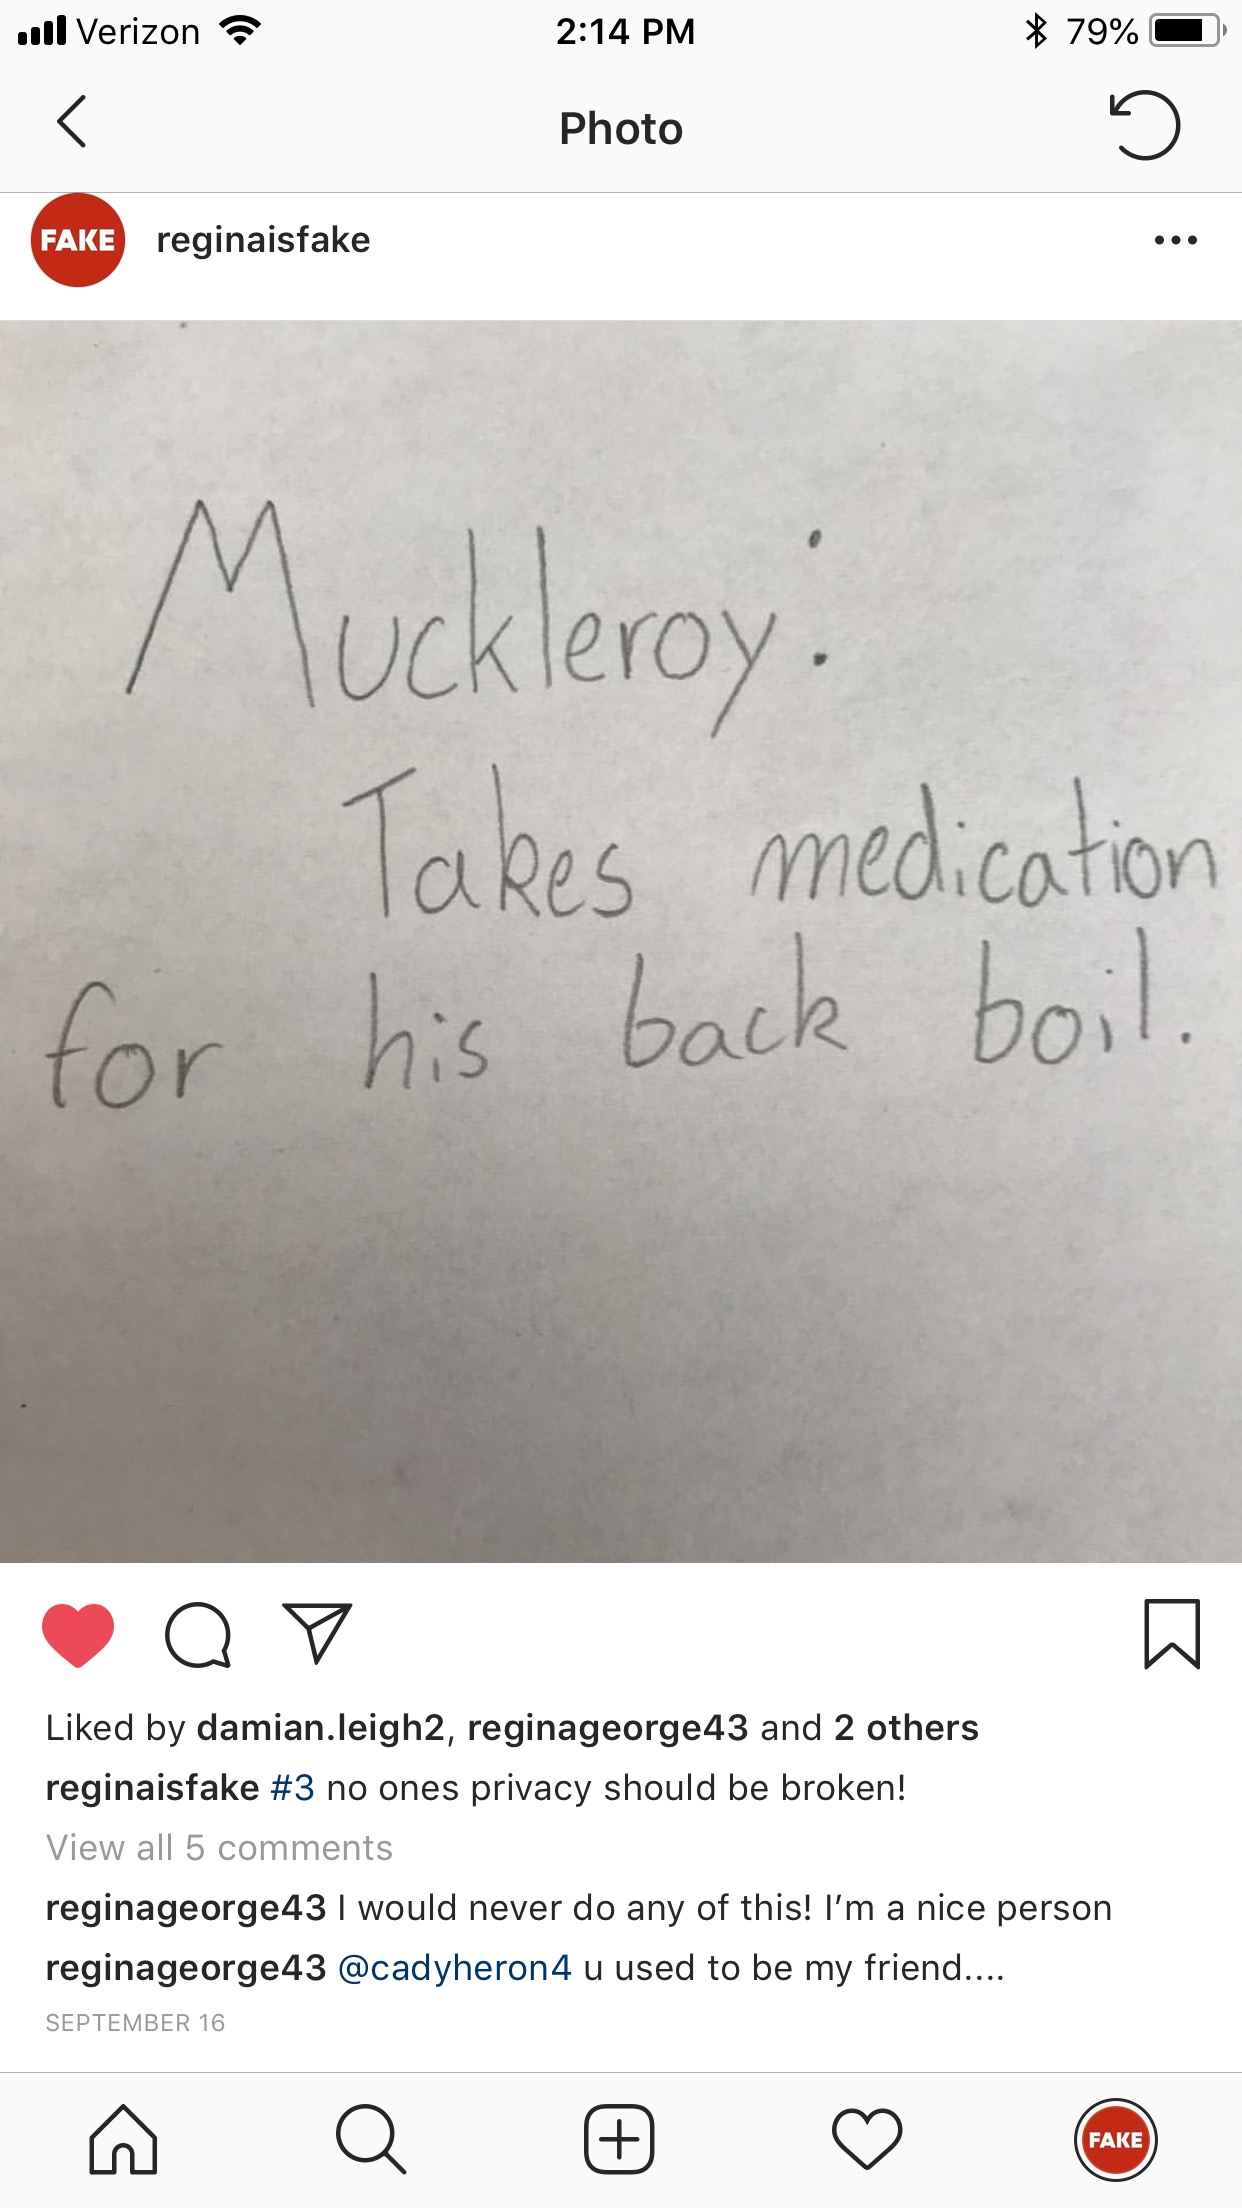 Verizon 2:14 PM 79%
Photo
FAKE reginaisfake
Muckleroy:
Takes medication
for his back boil.
Liked by damian.leigh2, reginageorge43 and 2 others
reginaisfake #3 no ones privacy should be broken!
View all 5 comments
reginageorge43 I would never do any of this! I’m a nice person
reginageorge43 @cadyheron4 u used to be my friend....
SEPTEMBER 16
FAKE